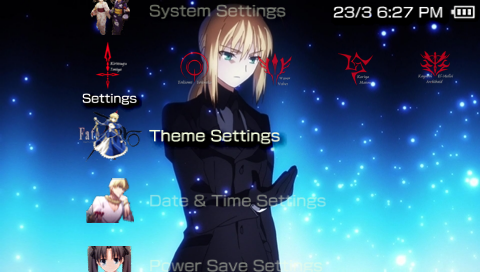 System Settings
23/3 6:27 PM
Settings
Fate
Theme Settings
Date & Time Settings
Power Save Settings